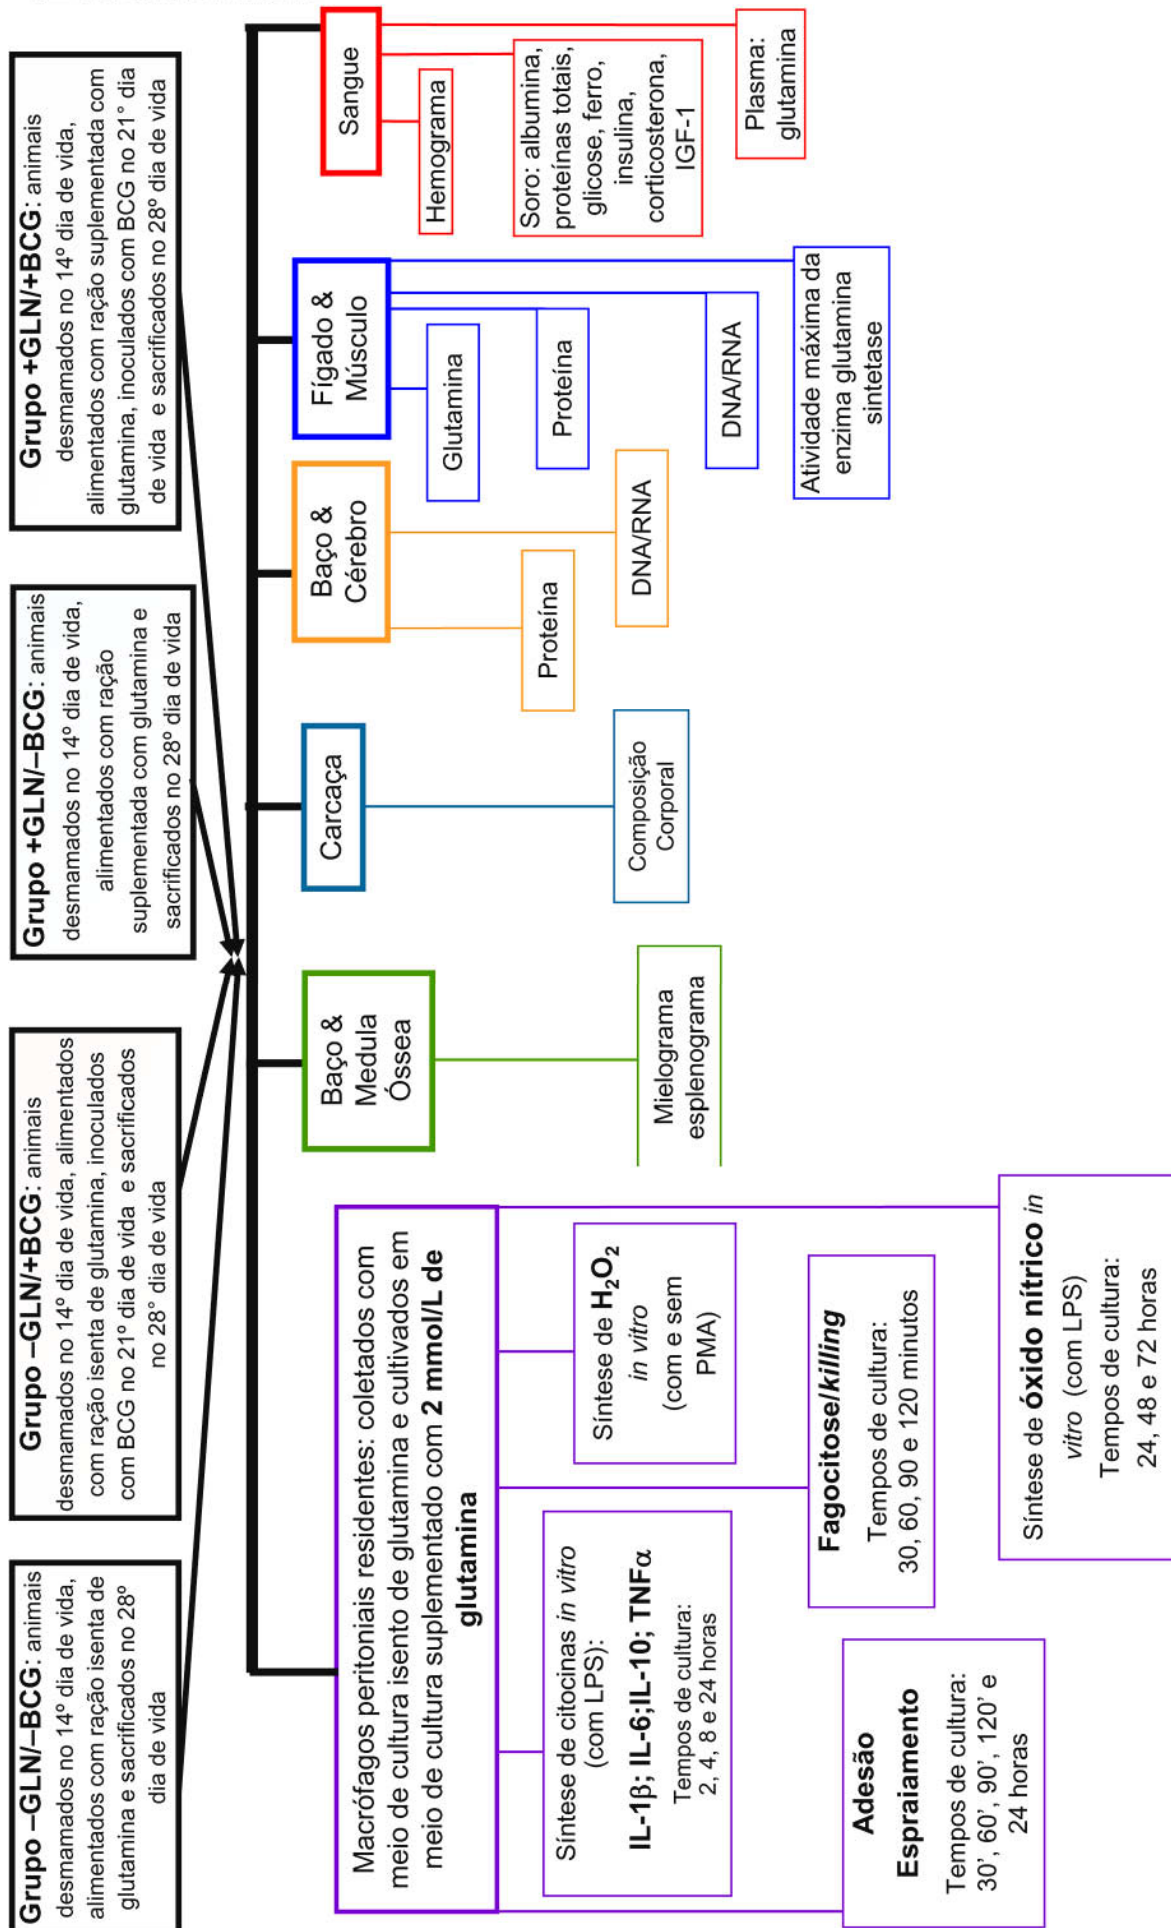 Grupo –GLN/–BCG: animais
desmamados no 14º dia de vida,
alimentados com ração isenta de
glutamina e sacrificados no 28º
dia de vida
Grupo –GLN/+BCG: animais
desmamados no 14º dia de vida, alimentados
com ração isenta de glutamina, inoculados
com BCG no 21º dia de vida e sacrificados
no 28° dia de vida
Grupo +GLN/–BCG: animais
desmamados no 14º dia de vida,
alimentados com ração
suplementada com glutamina e
sacrificados no 28º dia de vida
Grupo +GLN/+BCG: animais
desmamados no 14º dia de vida,
alimentados com ração suplementada com
glutamina, inoculados com BCG no 21° dia
de vida e sacrificados no 28º dia de vida
Macrófagos peritoniais residentes: coletados com
meio de cultura isento de glutamina e cultivados em
meio de cultura suplementado com 2 mmol/L de
glutamina
Síntese de citocinas in vitro
(com LPS):
IL-1β; IL-6;IL-10; TNFα
Tempos de cultura:
2, 4, 8 e 24 horas
Síntese de H₂O₂
in vitro
(com e sem
PMA)
Adesão
Espraiamento
Tempos de cultura:
30’, 60’, 90’, 120’ e
24 horas
Fagocitose/killing
Tempos de cultura:
30, 60, 90 e 120 minutos
Síntese de óxido nítrico in
vitro (com LPS)
Tempos de cultura:
24, 48 e 72 horas
Baço &
Medula
Óssea
Mielograma
esplenograma
Carcaça
Composição
Corporal
Baço &
Cérebro
Proteína
DNA/RNA
Fígado &
Músculo
Glutamina
Proteína
DNA/RNA
Atividade máxima da
enzima glutamina
sintetase
Sangue
Hemograma
Soro: albumina,
proteínas totais,
glicose, ferro,
insulina,
corticosterona,
IGF-1
Plasma:
glutamina